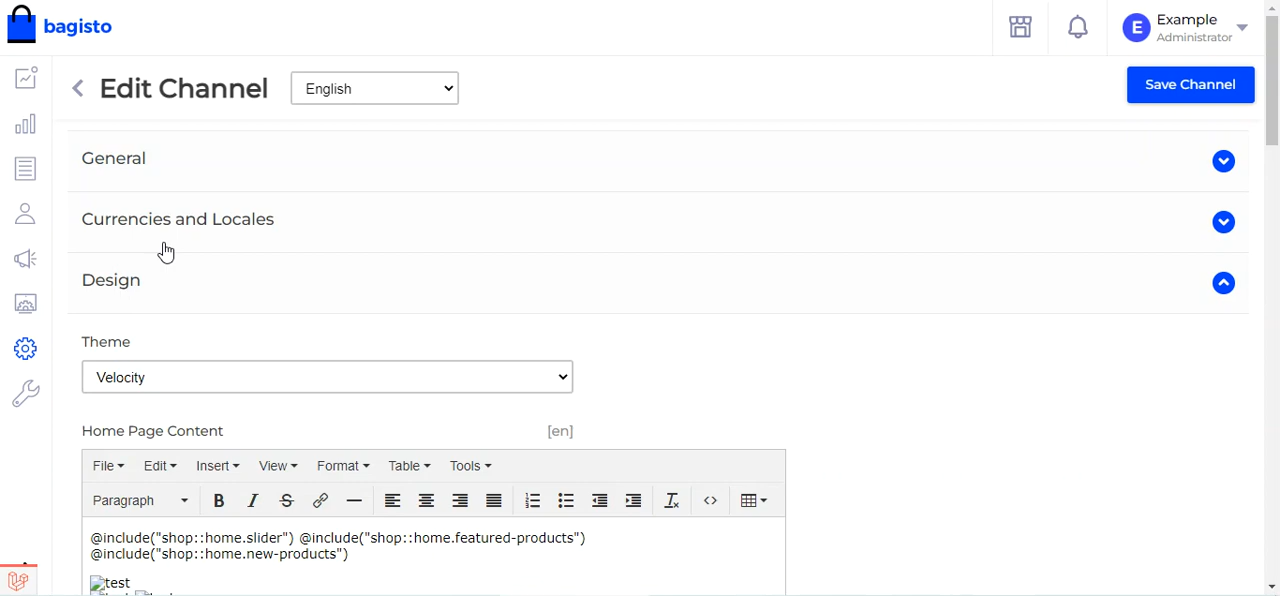 bagisto
E
Example
Administrator
Edit Channel
English
Save Channel
General
Currencies and Locales
Design
Theme
Velocity
Home Page Content
[en]
File Edit Insert View Format Table Tools
Paragraph B I S
@include("shop::home.slider") @include("shop::home.featured-products")
@include("shop::home.new-products")
test